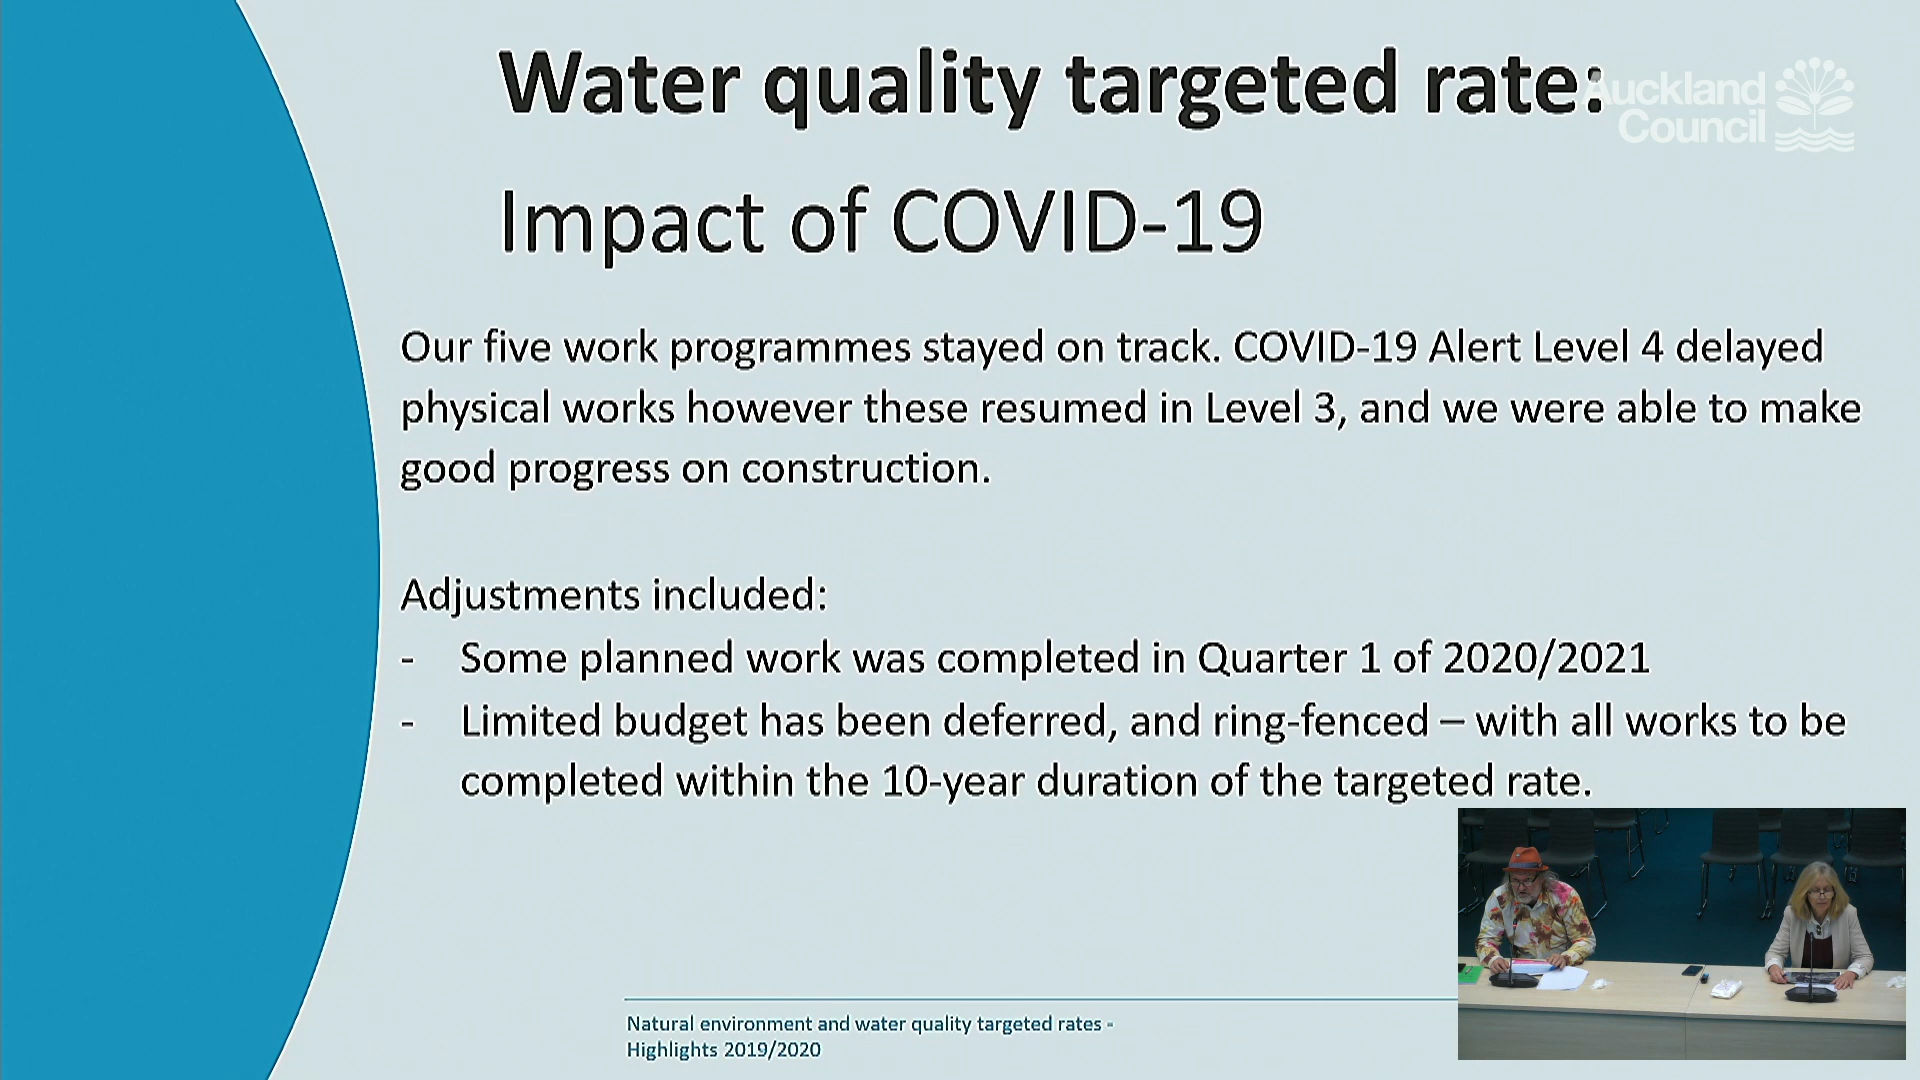 Water quality targeted rate:
Auckland
Council
Impact of COVID-19
Our five work programmes stayed on track. COVID-19 Alert Level 4 delayed
physical works however these resumed in Level 3, and we were able to make
good progress on construction.
Adjustments included:
- Some planned work was completed in Quarter 1 of 2020/2021
- Limited budget has been deferred, and ring-fenced – with all works to be
completed within the 10-year duration of the targeted rate.
Natural environment and water quality targeted rates -
Highlights 2019/2020